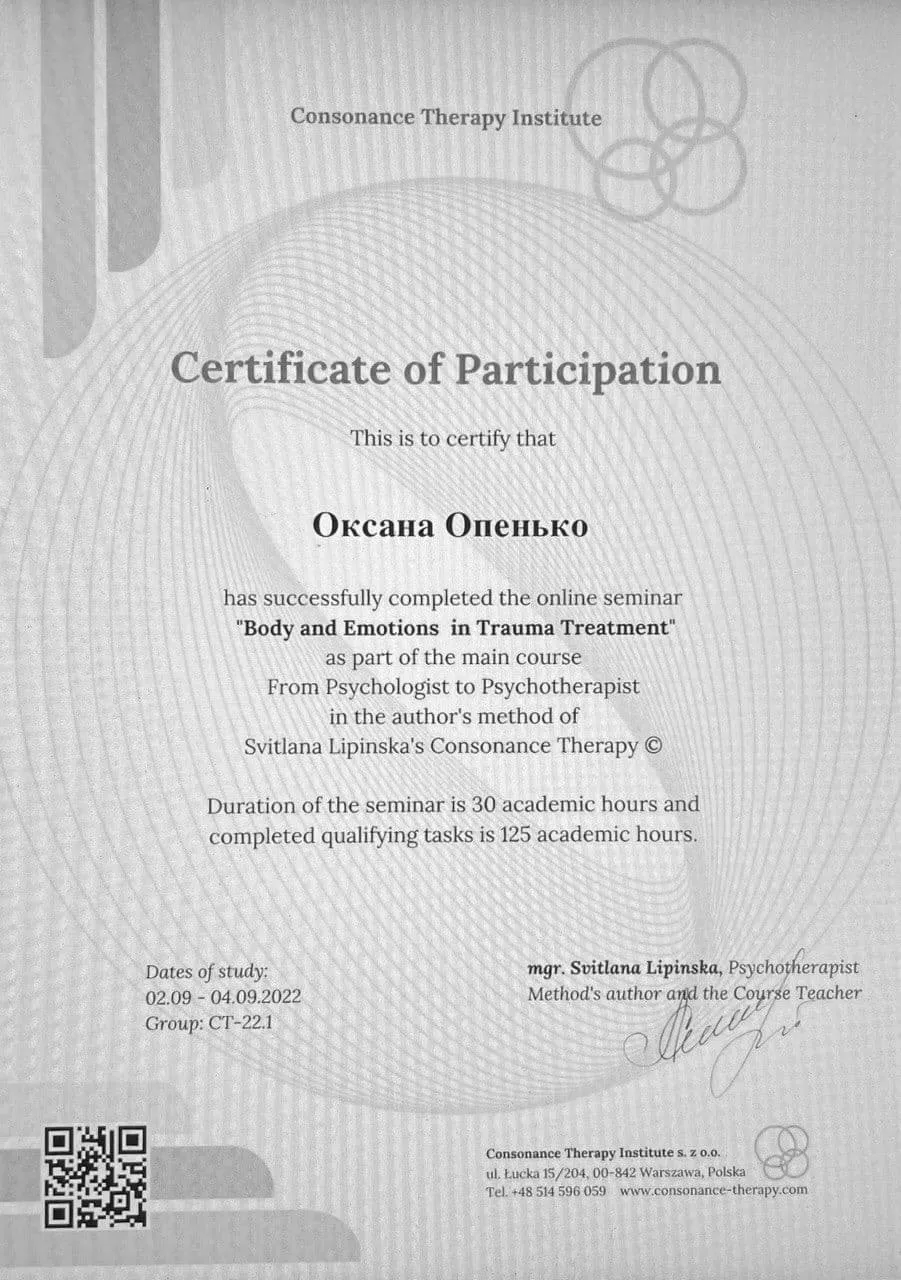 Consonance Therapy Institute
Certificate of Participation
This is to certify that
Оксана Опенько
has successfully completed the online seminar
"Body and Emotions in Trauma Treatment"
as part of the main course
From Psychologist to Psychotherapist
in the author's method of
Svitlana Lipinska's Consonance Therapy ©
Duration of the seminar is 30 academic hours and
completed qualifying tasks is 125 academic hours.
Dates of study:
02.09 - 04.09.2022
Group: CT-22.1
mgr. Svitlana Lipinska, Psychotherapist
Method's author and the Course Teacher
Consonance Therapy Institute s. z o.o.
ul. Łucka 15/204, 00-842 Warszawa, Polska
Tel. +48 514 596 059 www.consonance-therapy.com